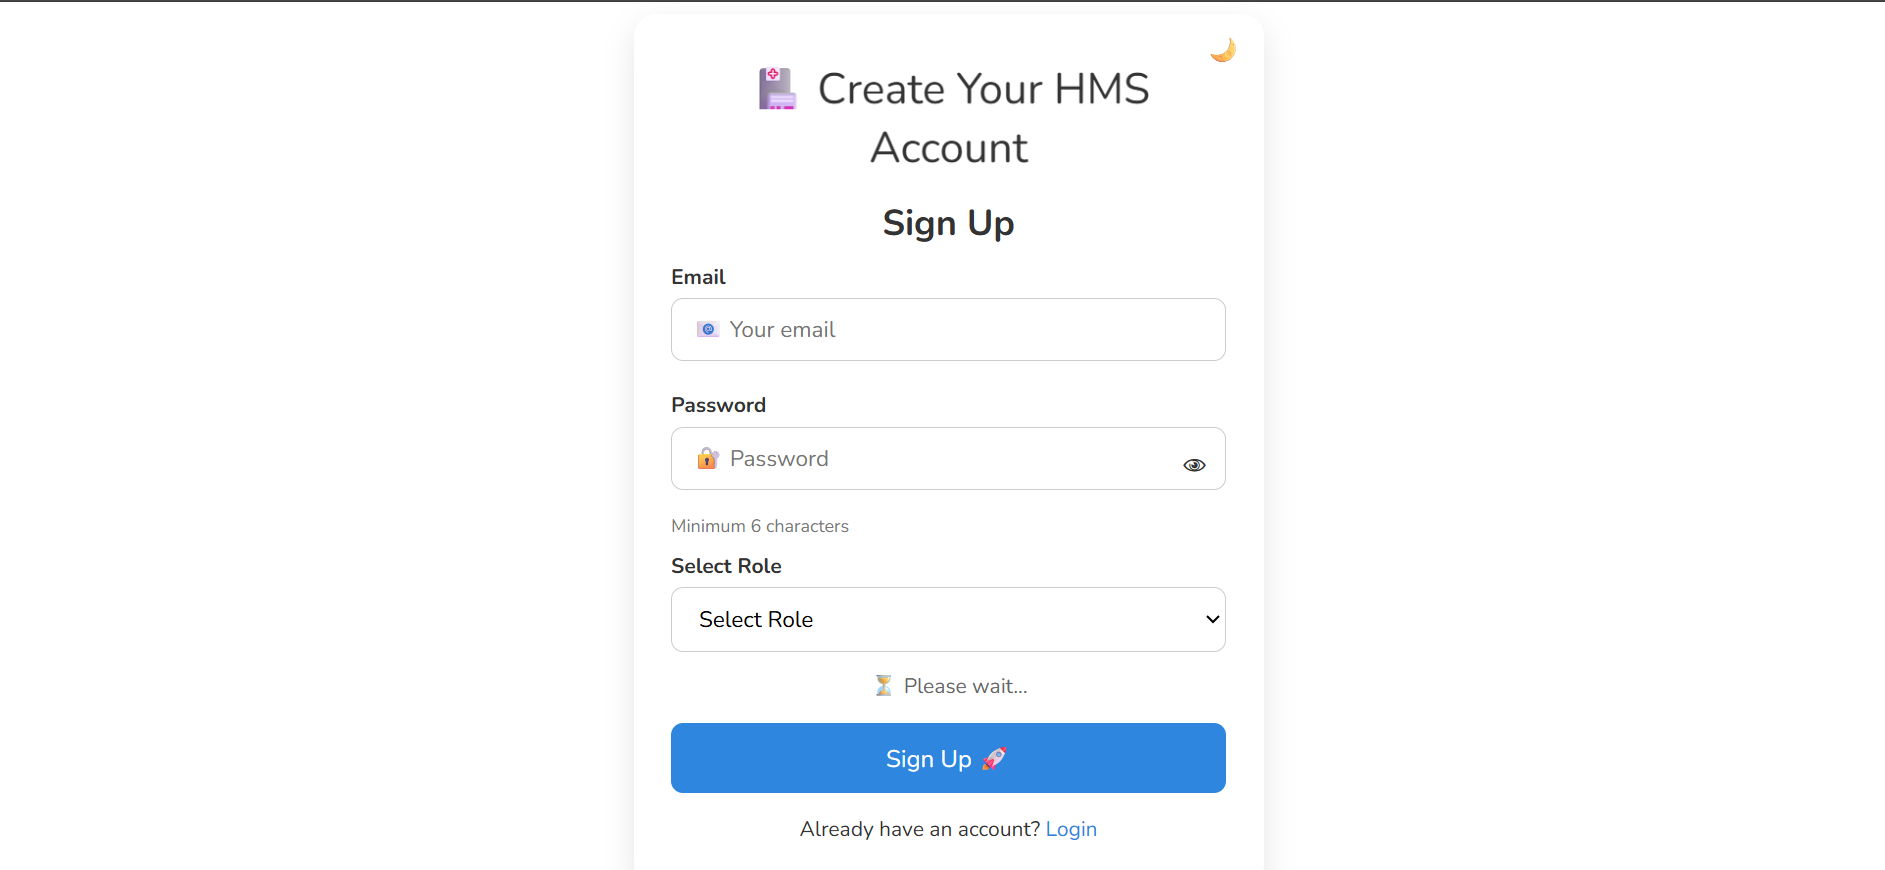 Create Your HMS
Account
Sign Up
Email
Your email
Password
Password
Minimum 6 characters
Select Role
Select Role
Please wait...
Sign Up
Already have an account? Login